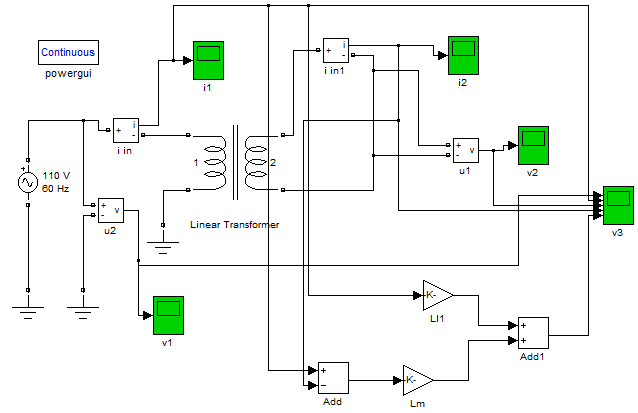 Continuous
powergui
i1
i
+
-
i in
i
+
-
i in1
i2
1
2
Linear Transformer
+
110 V
60 Hz
+
-
v
u2
+
-
v
u1
v2
v3
v1
-K-
Ll1
+
+
Add1
+
−
Add
-K-
Lm